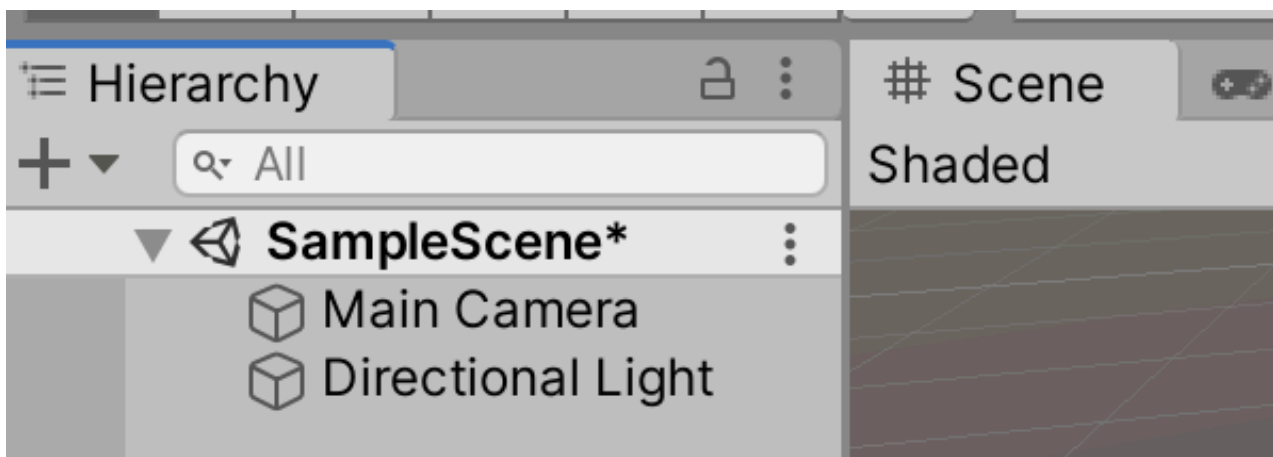 Hierarchy
All
SampleScene*
Main Camera
Directional Light
Scene
Shaded